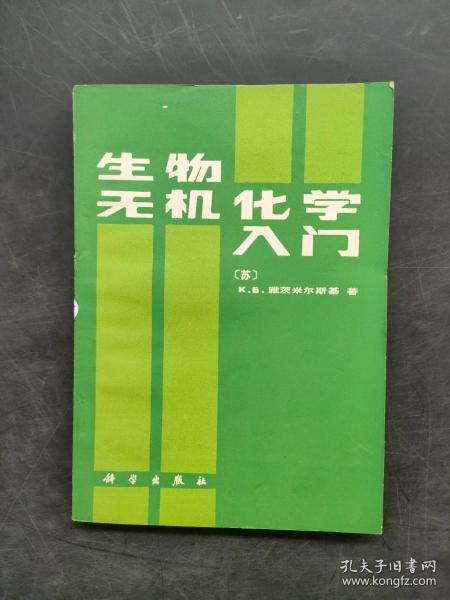 生物
无机化学
入门
〔苏〕
К.Б.雅茨米尔斯基 著
科学出版社
孔夫子旧书网
www.kongfz.com